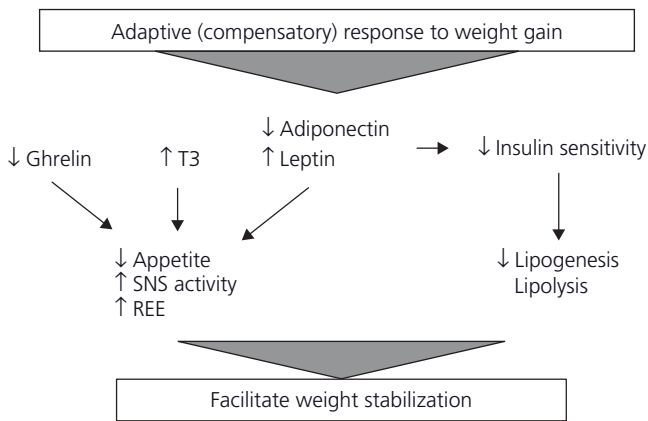 Adaptive (compensatory) response to weight gain
↓ Ghrelin
↑ T3
↓ Adiponectin
↑ Leptin
↓ Insulin sensitivity
↓ Appetite
↑ SNS activity
↑ REE
↓ Lipogenesis
Lipolysis
Facilitate weight stabilization